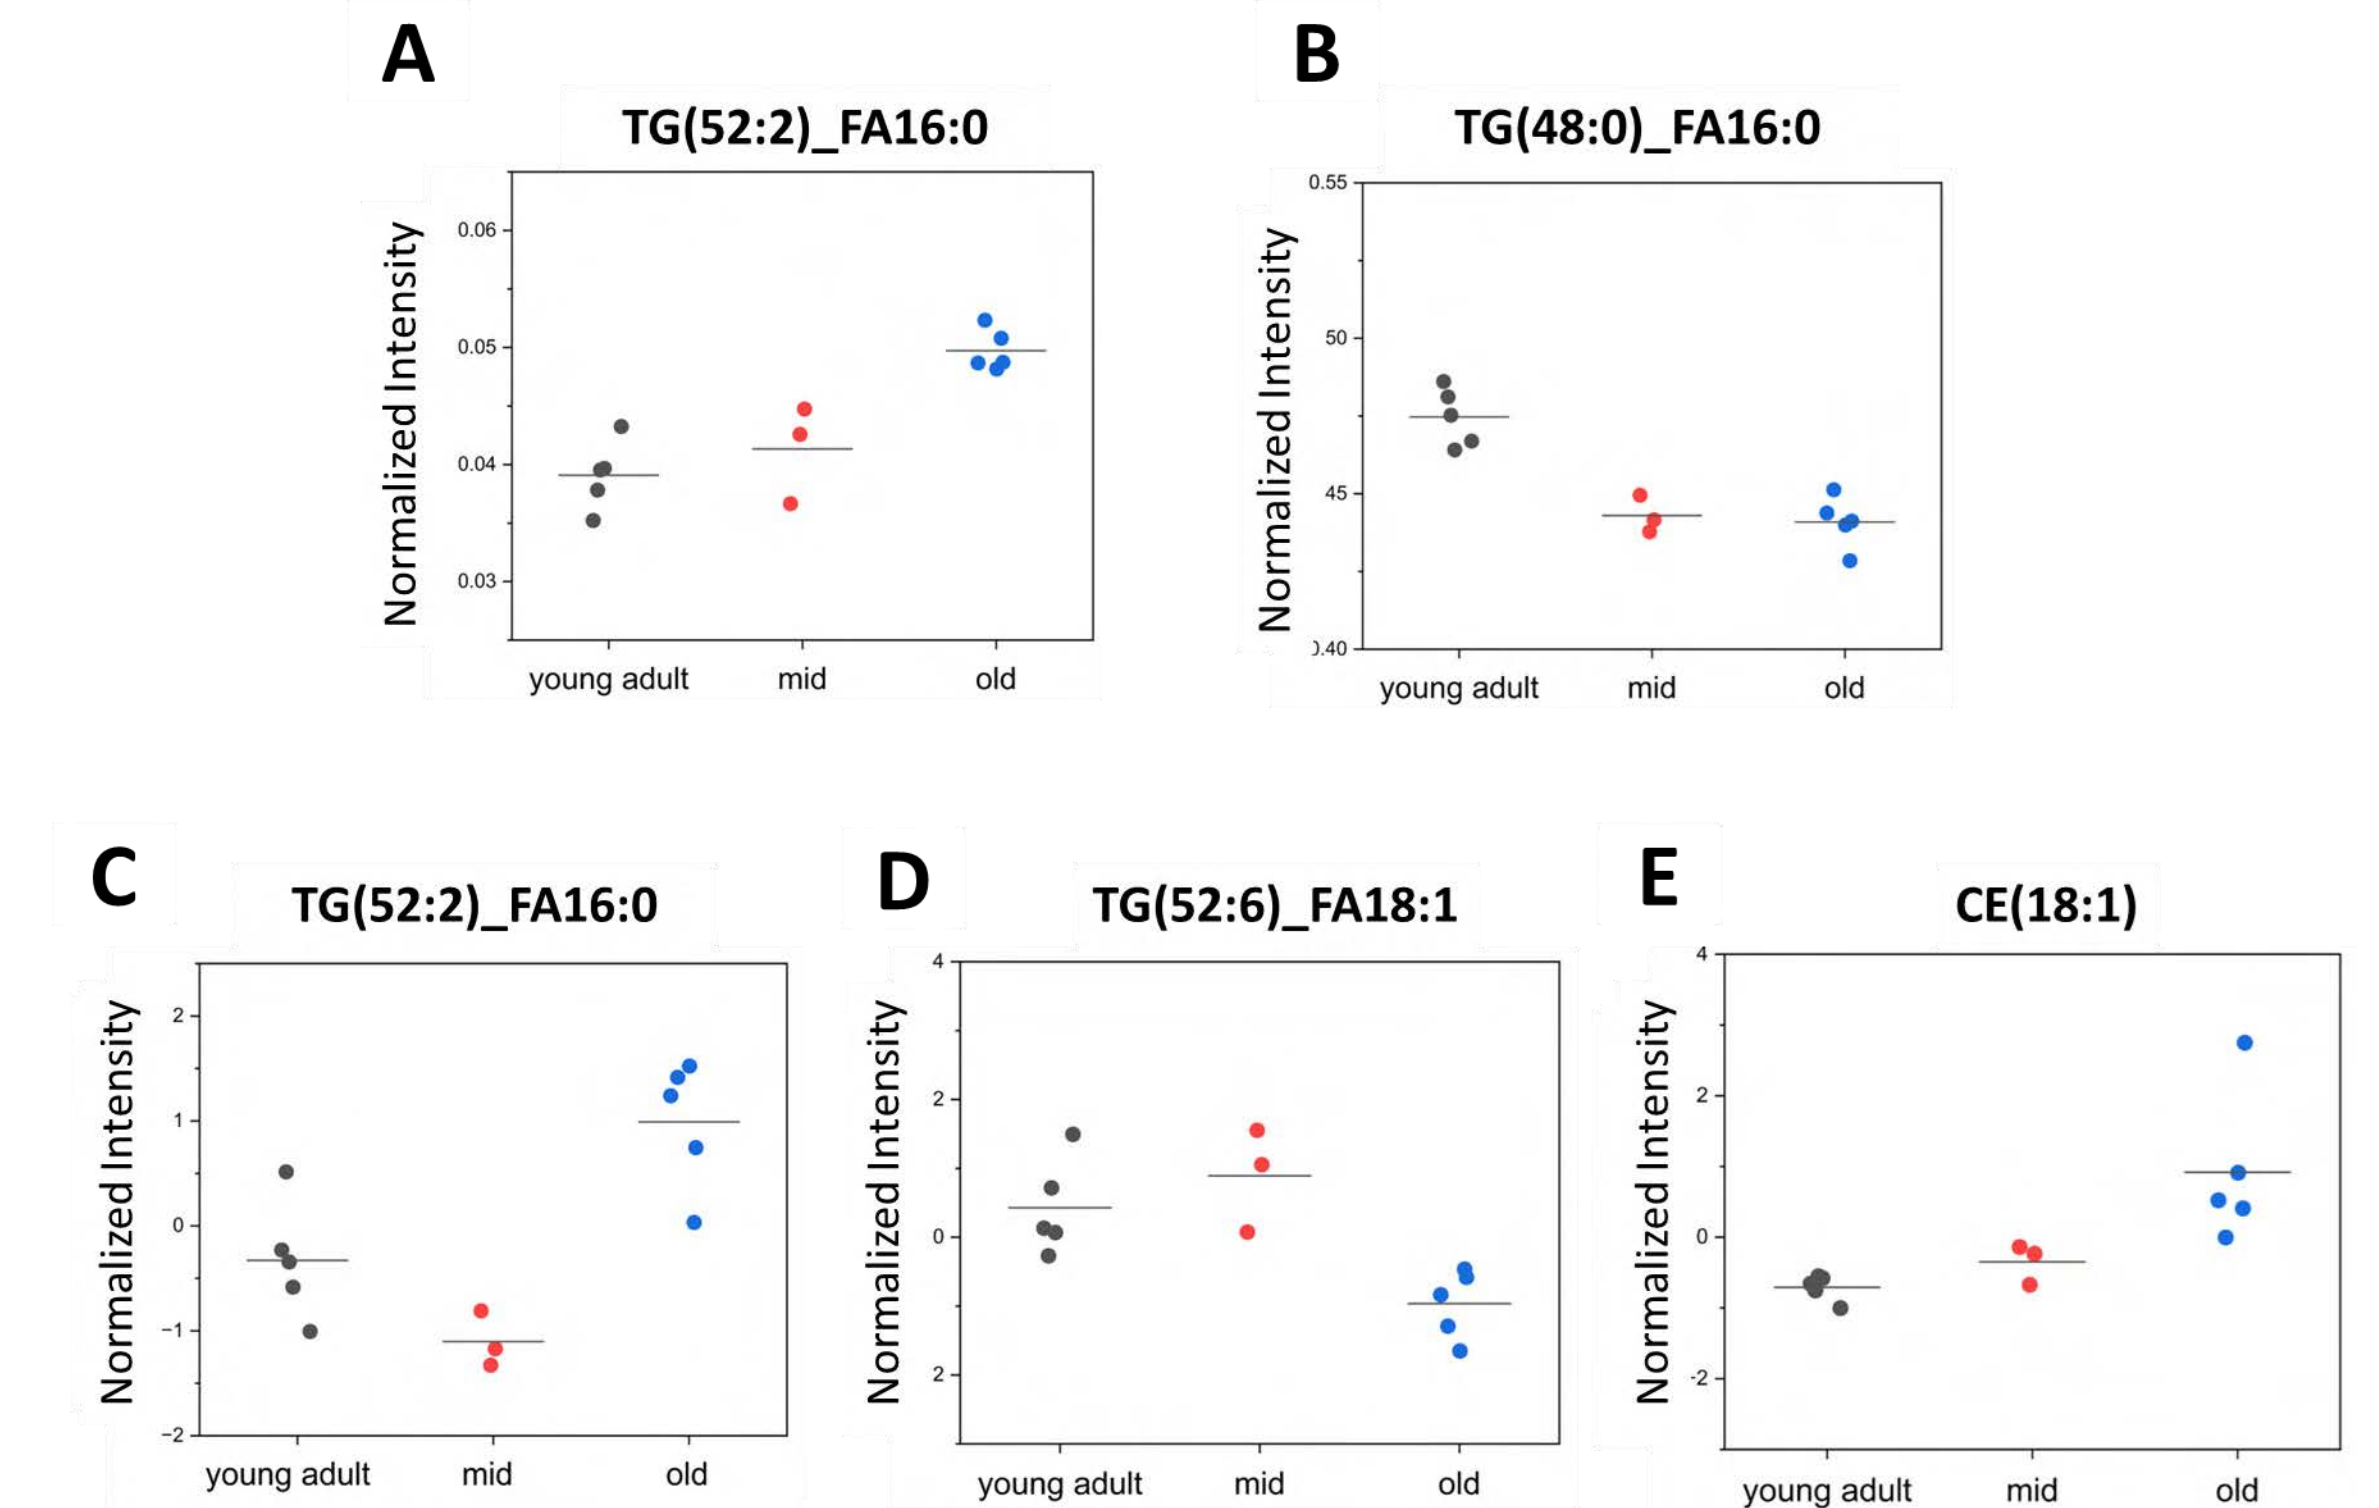 A
B
TG(52:2)_FA16:0
TG(48:0)_FA16:0
Normalized Intensity
0.06
0.05
0.04
0.03
young adult
mid
old
Normalized Intensity
0.55
50
45
).40
young adult
mid
old
C
D
E
TG(52:2)_FA16:0
TG(52:6)_FA18:1
CE(18:1)
Normalized Intensity
2
1
0
−1
−2
young adult
mid
old
Normalized Intensity
4
2
0
2
young adult
mid
old
Normalized Intensity
4
2
0
-2
young adult
mid
old